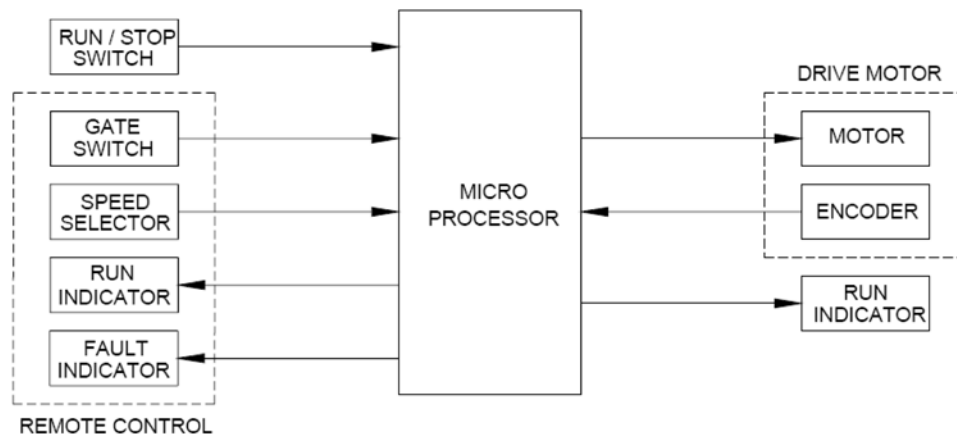 RUN / STOP
SWITCH
GATE
SWITCH
SPEED
SELECTOR
RUN
INDICATOR
FAULT
INDICATOR
REMOTE CONTROL
MICRO
PROCESSOR
DRIVE MOTOR
MOTOR
ENCODER
RUN
INDICATOR